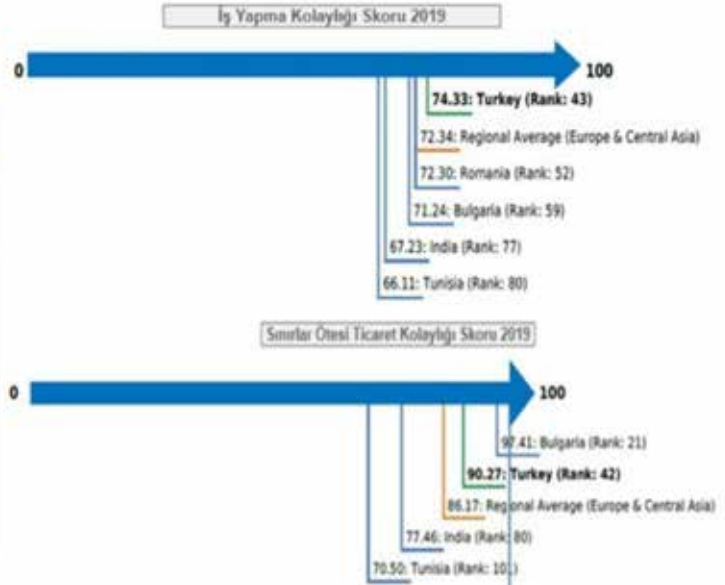 İş Yapma Kolaylığı Skoru 2019
0
100
74.33: Turkey (Rank: 43)
72.34: Regional Average (Europe & Central Asia)
72.30: Romania (Rank: 52)
71.24: Bulgaria (Rank: 59)
67.23: India (Rank: 77)
66.11: Tunisia (Rank: 80)
Sınırlar Ötesi Ticaret Kolaylığı Skoru 2019
0
100
97.41: Bulgaria (Rank: 21)
90.27: Turkey (Rank: 42)
86.17: Regional Average (Europe & Central Asia)
77.46: India (Rank: 80)
70.50: Tunisia (Rank: 101)